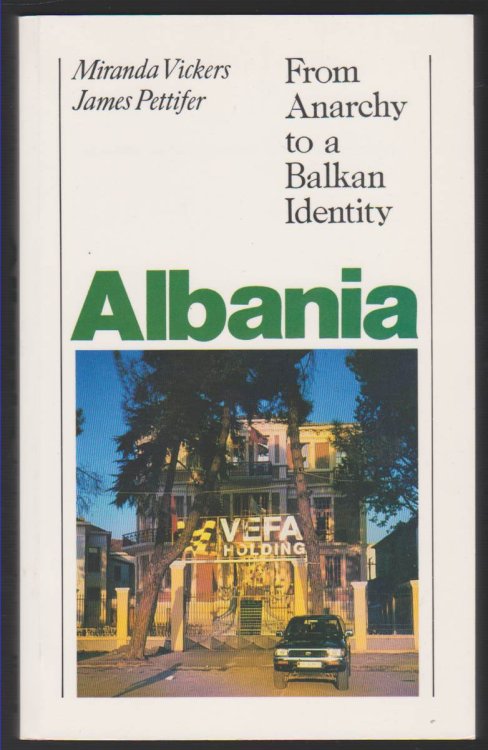 Miranda Vickers
James Pettifer
From
Anarchy
to a
Balkan
Identity
Albania
VEFA
HOLDING